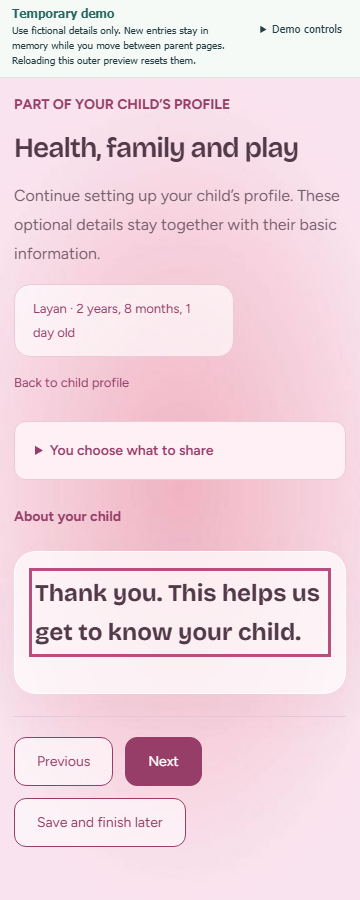 Temporary demo
Use fictional details only. New entries stay in
memory while you move between parent pages.
Reloading this outer preview resets them.
▶ Demo controls
PART OF YOUR CHILD'S PROFILE
Health, family and play
Continue setting up your child's profile. These
optional details stay together with their basic
information.
Layan · 2 years, 8 months, 1
day old
Back to child profile
▶ You choose what to share
About your child
Thank you. This helps us
get to know your child.
Previous
Next
Save and finish later